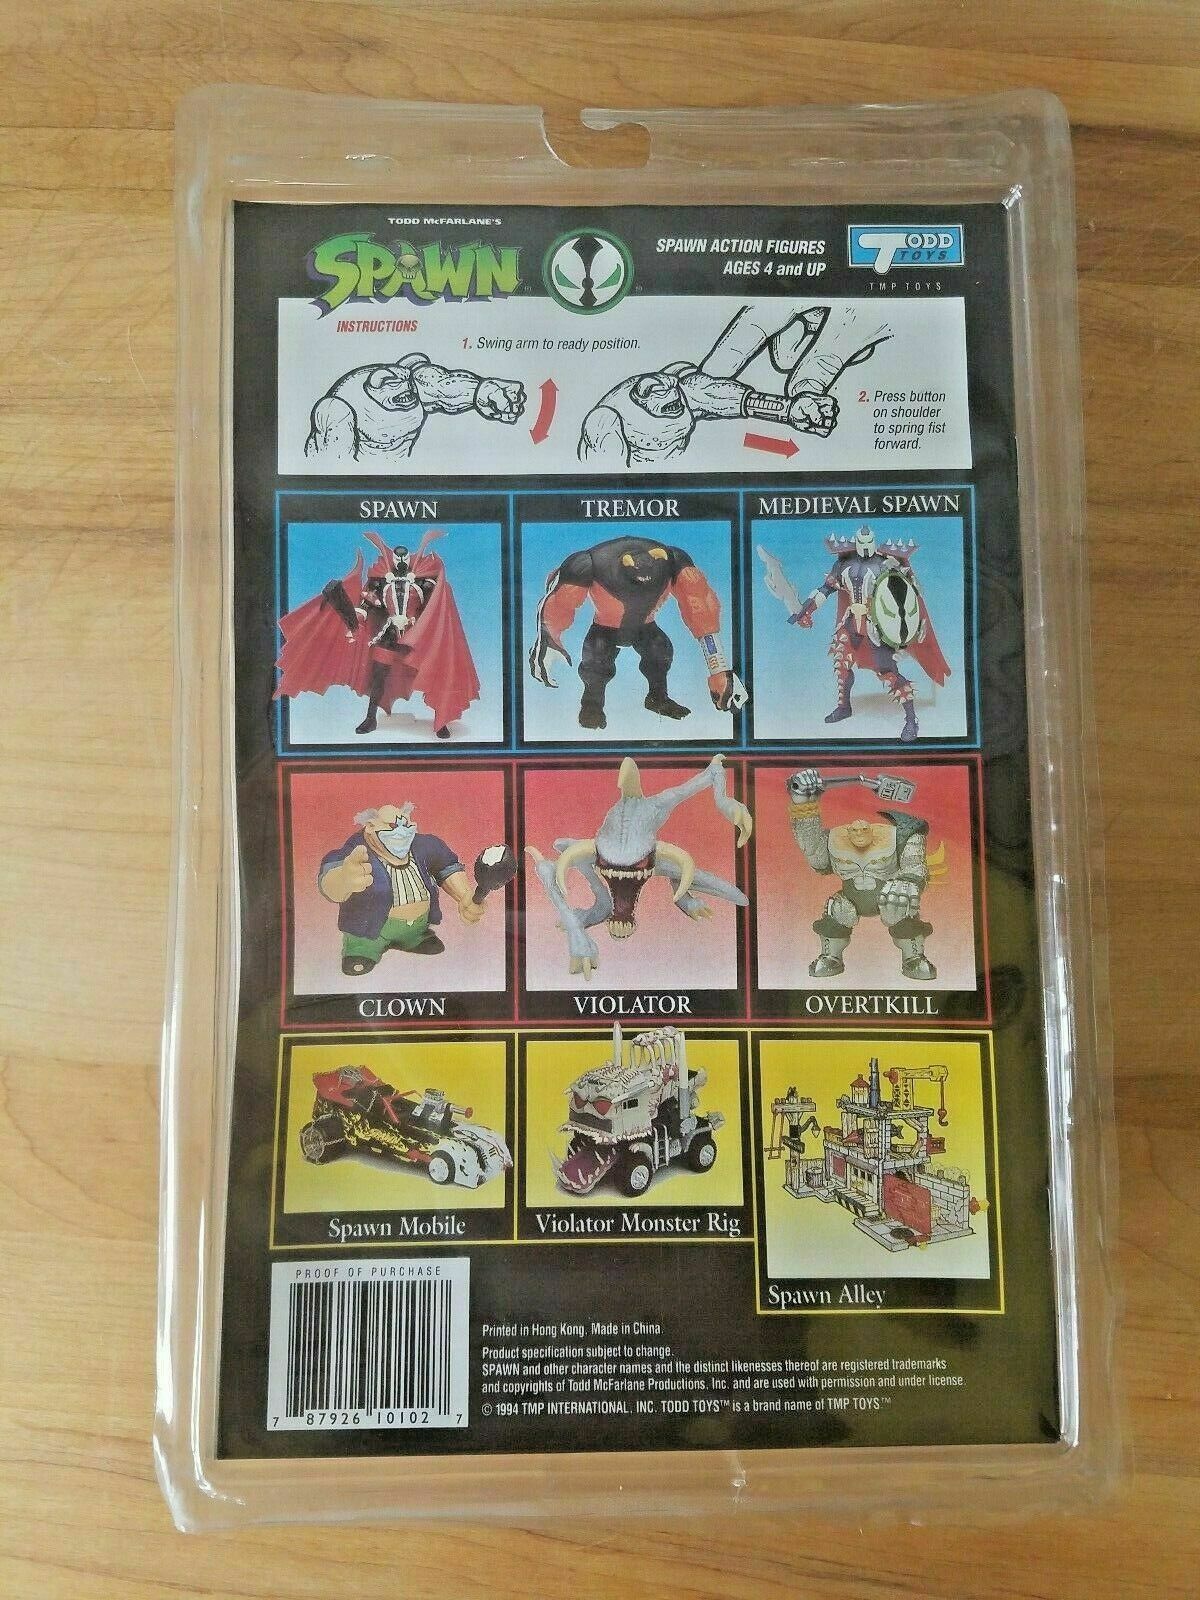 TODD McFARLANE'S
SPAWN
SPAWN ACTION FIGURES
AGES 4 and UP
TODD
TOYS
TMP TOYS
INSTRUCTIONS
1. Swing arm to ready position.
2. Press button
on shoulder
to spring fist
forward.
SPAWN
TREMOR
MEDIEVAL SPAWN
CLOWN
VIOLATOR
OVERTKILL
Spawn Mobile
Violator Monster Rig
Spawn Alley
PROOF OF PURCHASE
7 87926 10102 7
Printed in Hong Kong. Made in China.
Product specification subject to change.
SPAWN and other character names and the distinct likenesses thereof are registered trademarks
and copyrights of Todd McFarlane Productions, Inc. and are used with permission and under license.
© 1994 TMP INTERNATIONAL, INC. TODD TOYS™ is a brand name of TMP TOYS™